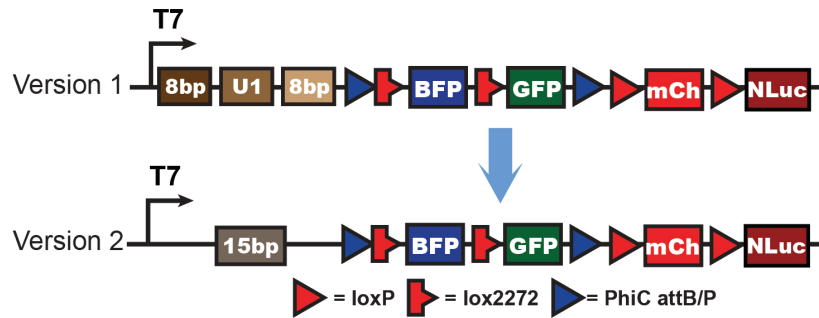 T7
Version 1
8bp U1 8bp BFP GFP mCh NLuc
T7
Version 2
15bp BFP GFP mCh NLuc
= loxP = lox2272 = PhiC attB/P